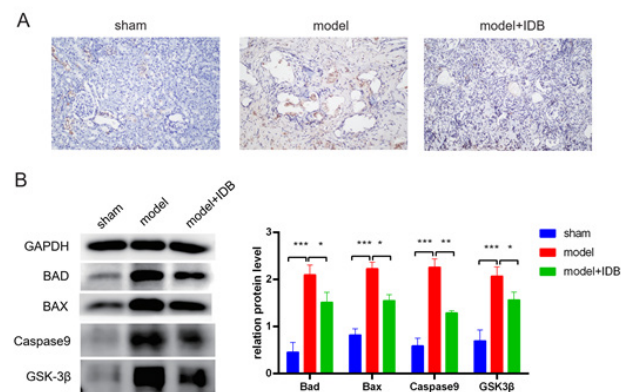 A
sham
model
model+IDB
B
sham
model
model+IDB
GAPDH
BAD
BAX
Caspase9
GSK-3β
relation protein level
3
2
1
0
*** *
*** *
*** **
*** *
Bad
Bax
Caspase9
GSK3β
sham
model
model+IDB